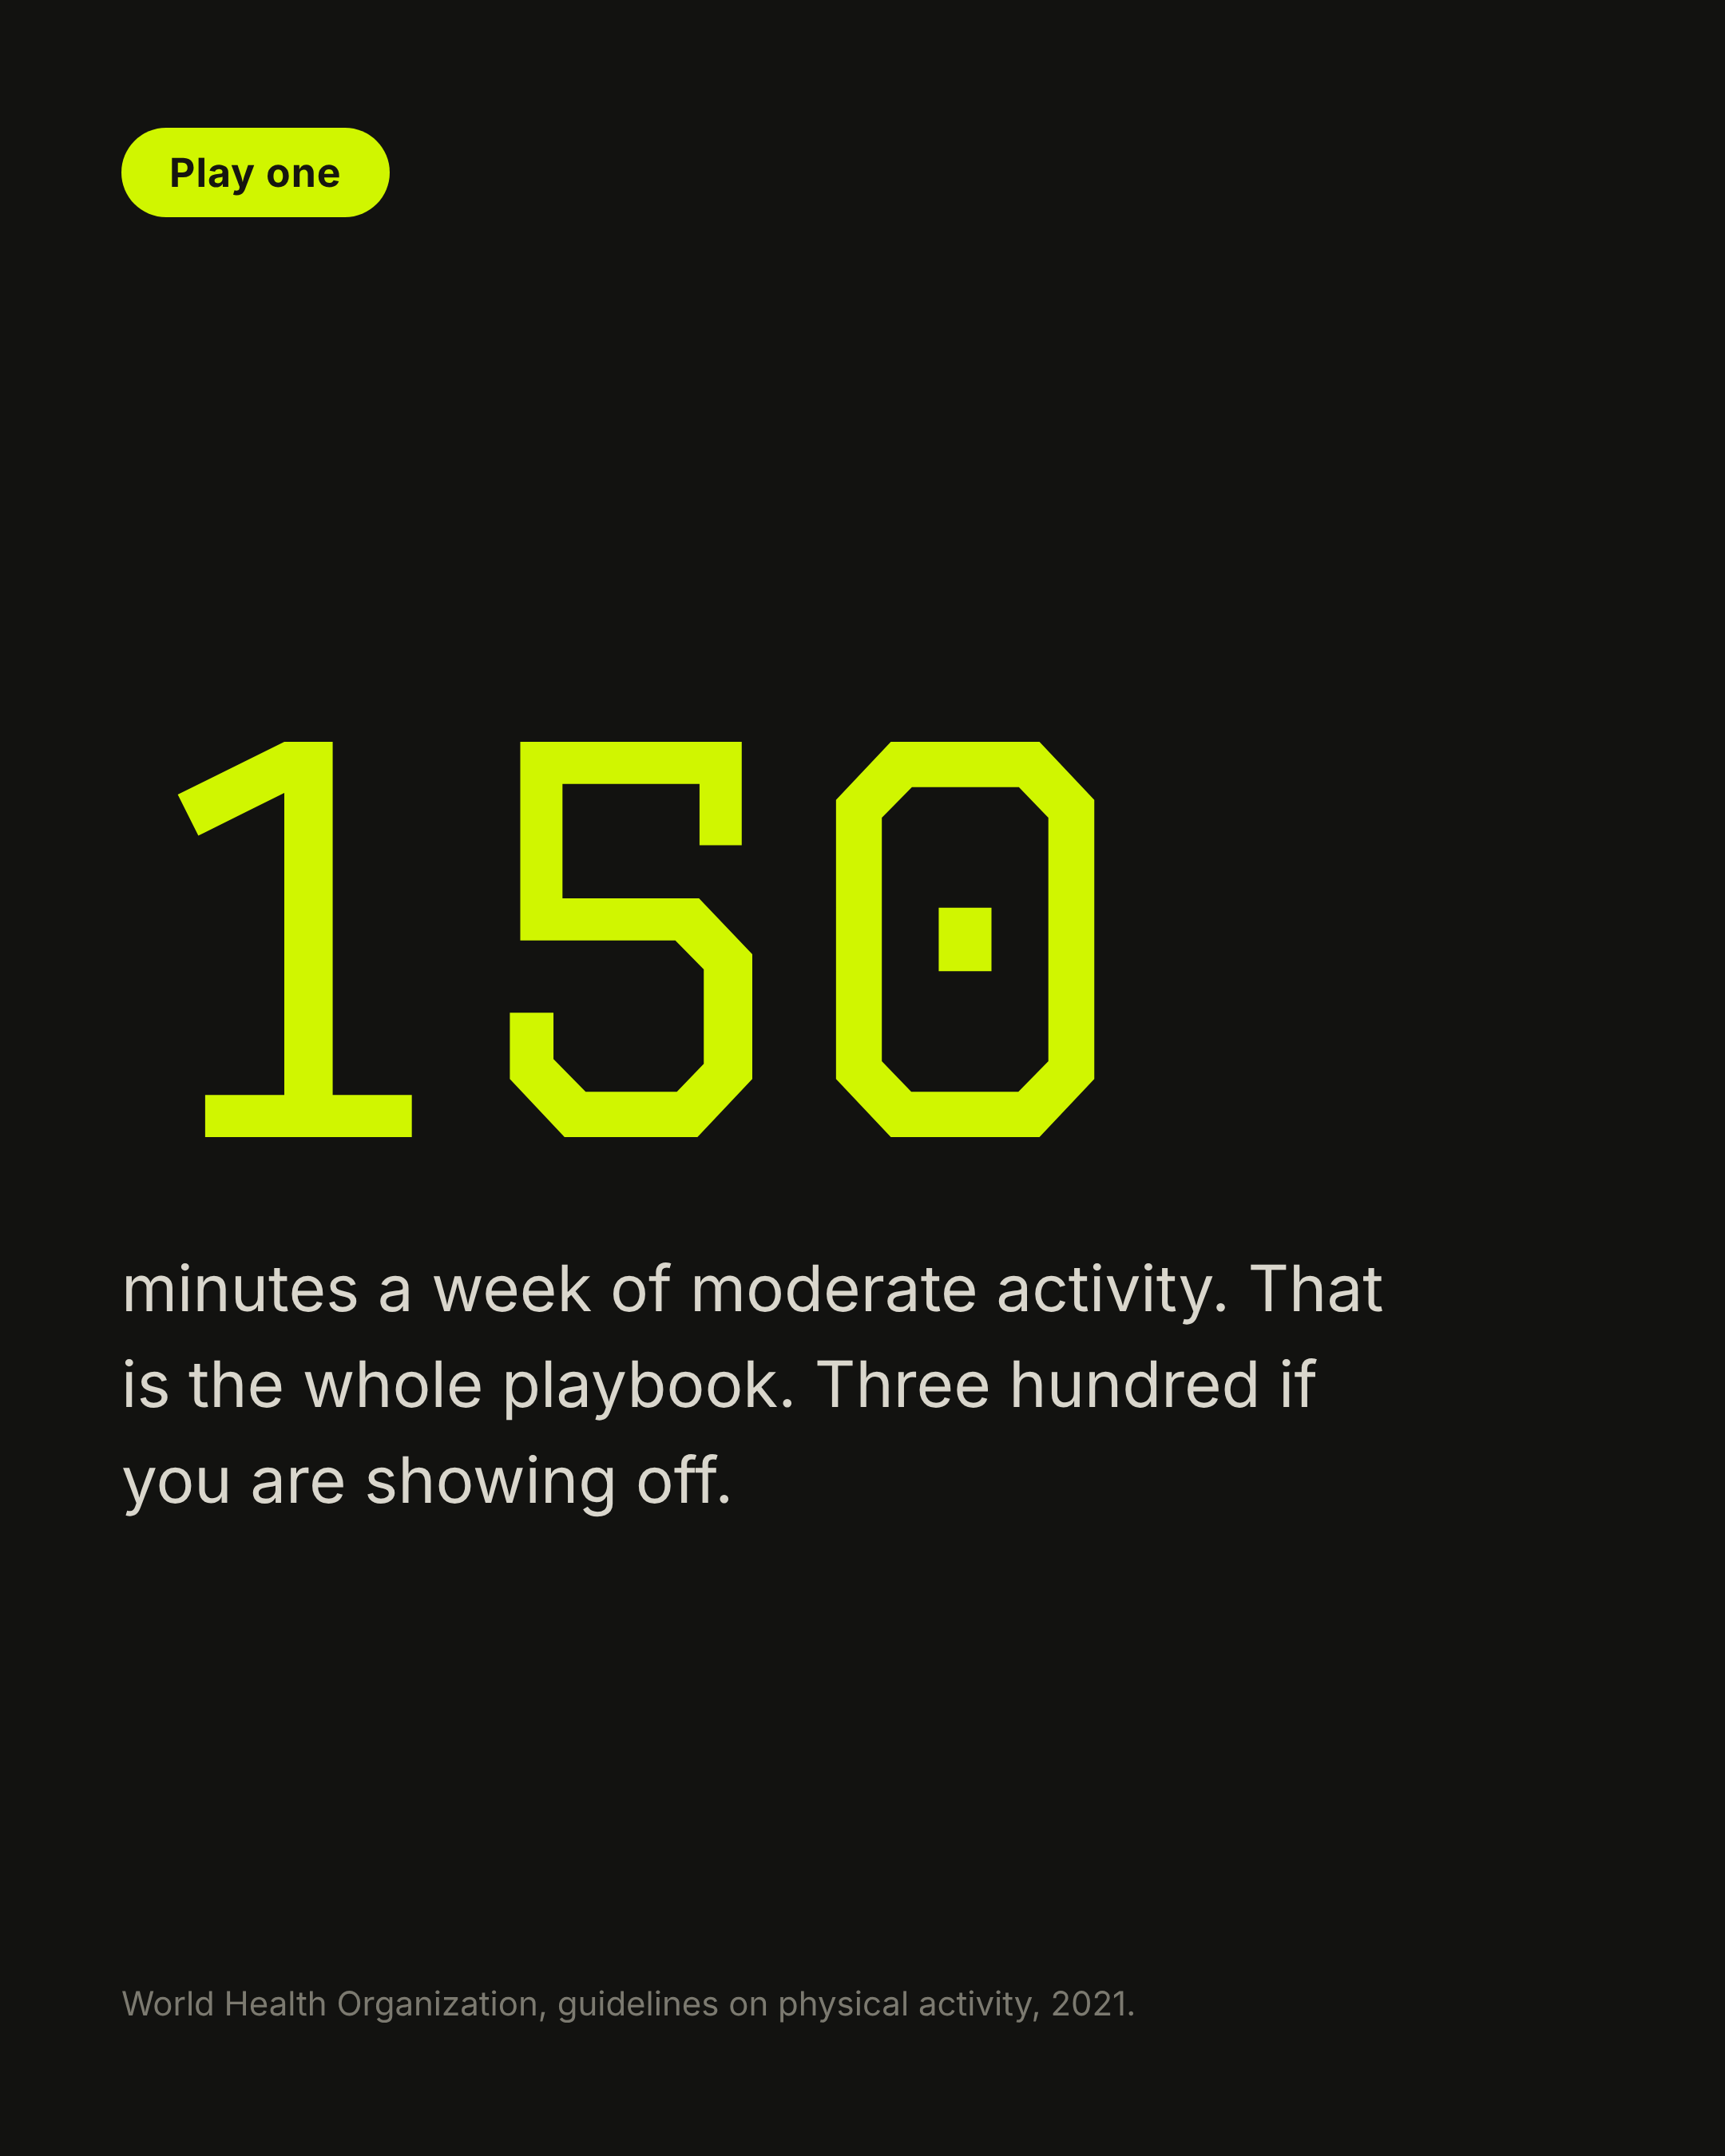 Play one
150
minutes a week of moderate activity. That
is the whole playbook. Three hundred if
you are showing off.
World Health Organization, guidelines on physical activity, 2021.